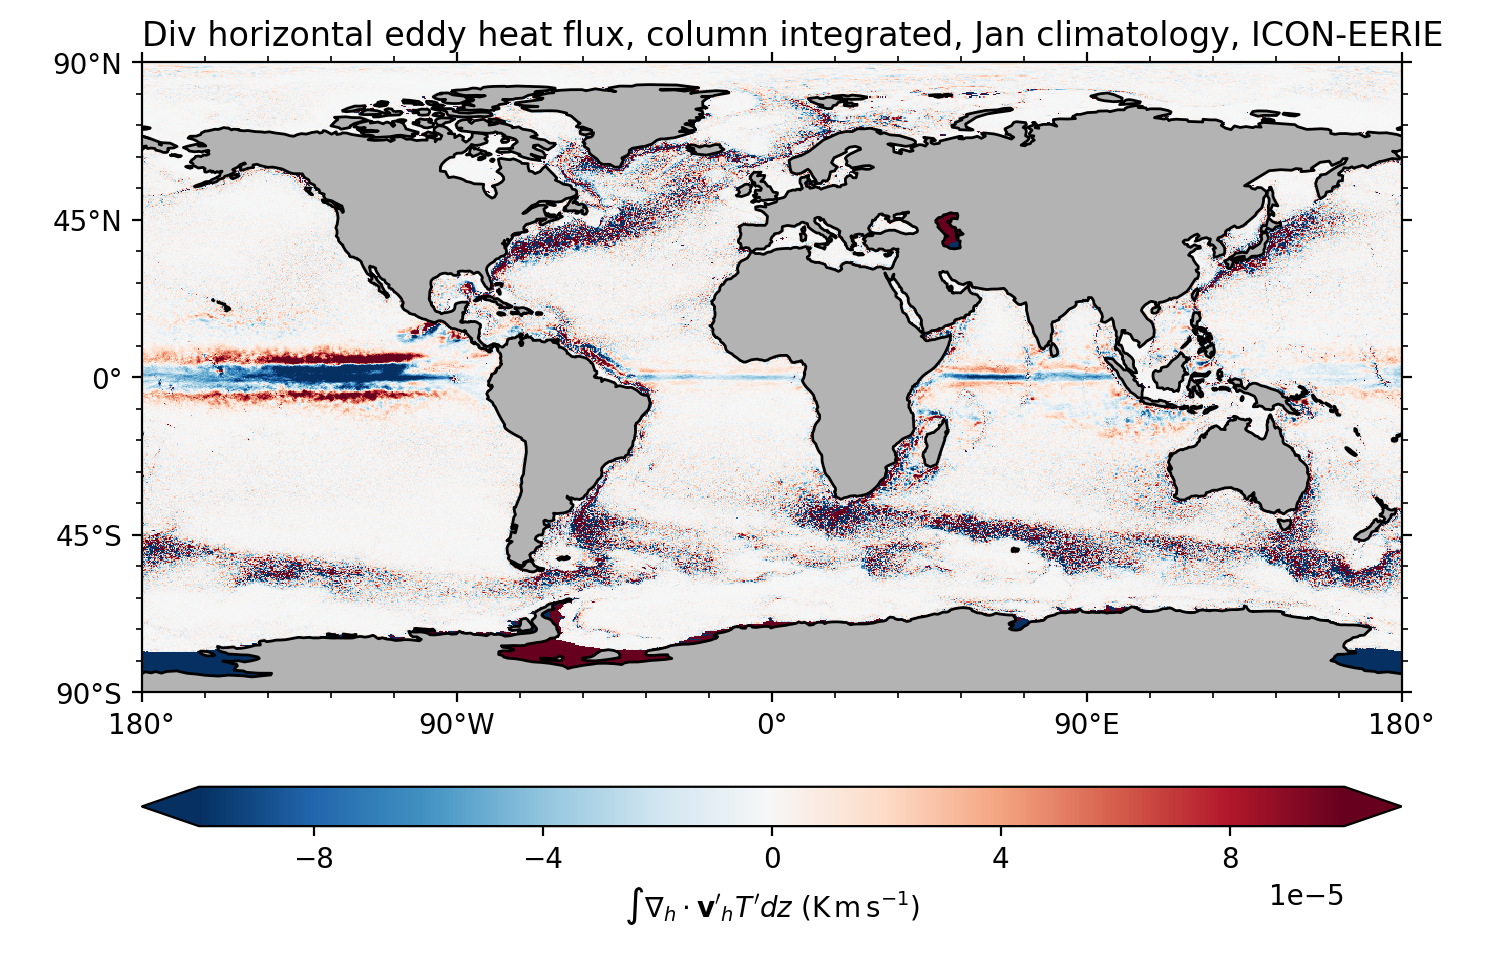 Div horizontal eddy heat flux, column integrated, Jan climatology, ICON-EERIE
90°N
45°N
0°
45°S
90°S
180° 90°W 0° 90°E 180°
−8 −4 0 4 8
1e−5
∫∇ₕ · v′ₕT′dz (K m s⁻¹)